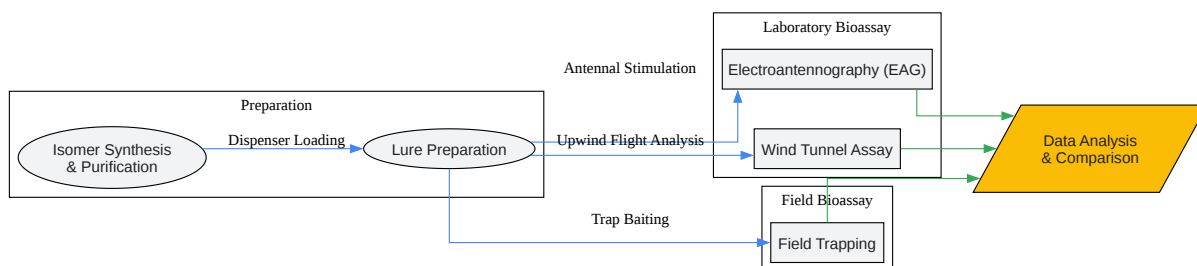 Preparation
Isomer Synthesis
& Purification
Dispenser Loading
Lure Preparation
Antennal Stimulation
Upwind Flight Analysis
Trap Baiting
Laboratory Bioassay
Electroantennography (EAG)
Wind Tunnel Assay
Field Bioassay
Field Trapping
Data Analysis
& Comparison